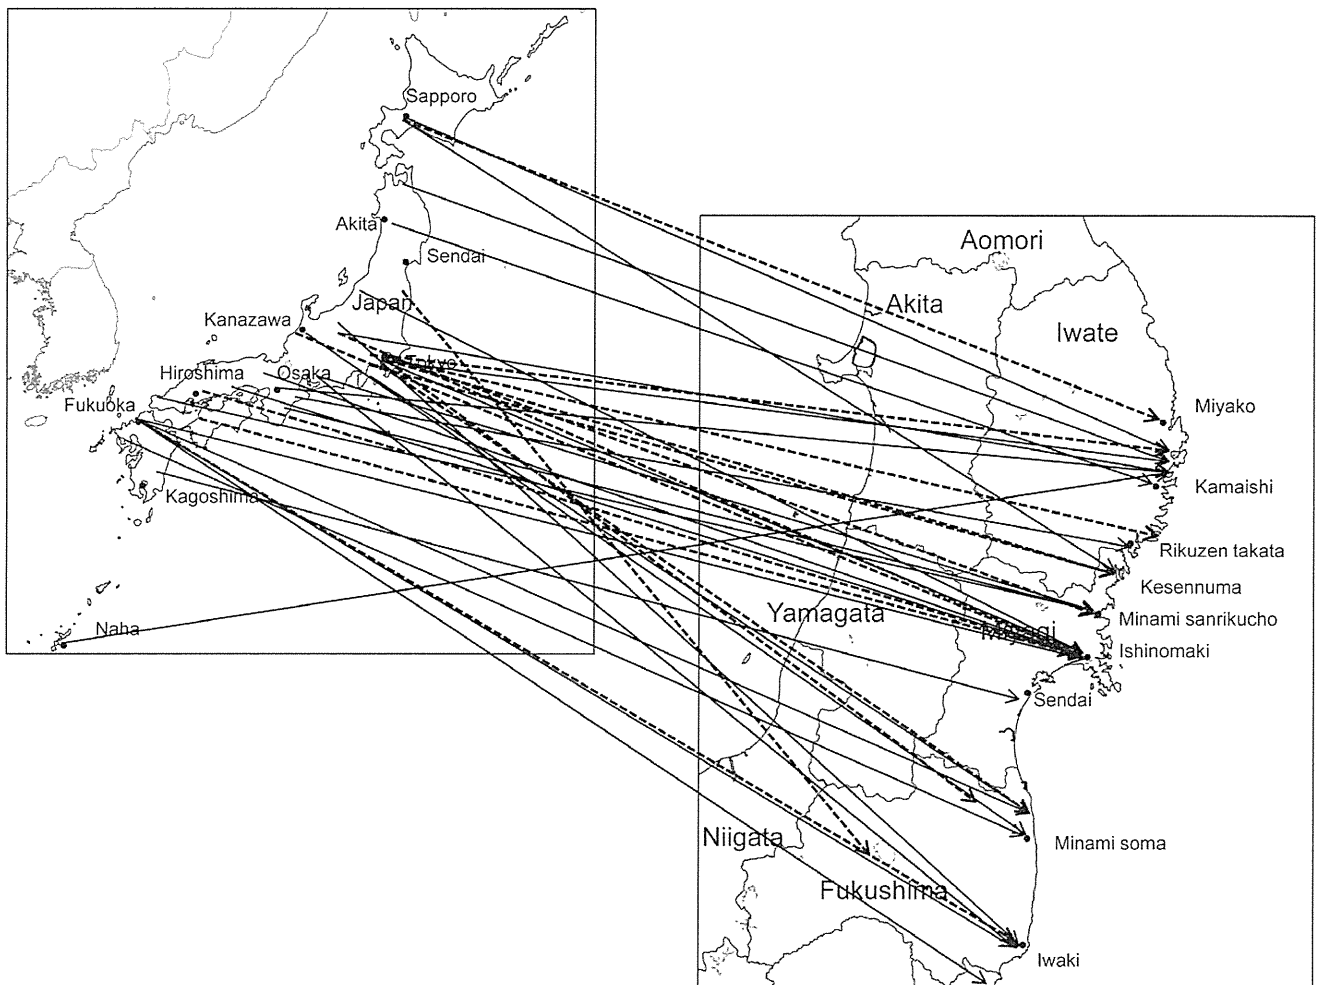 Sapporo
Akita
Sendai
Japan
Kanazawa
Tokyo
Hiroshima
Osaka
Fukuoka
Kagoshima
Naha
Aomori
Akita
Iwate
Miyako
Kamaishi
Rikuzen takata
Kesennuma
Yamagata
Minami sanrikucho
Miyagi
Ishinomaki
Sendai
Niigata
Minami soma
Fukushima
Iwaki